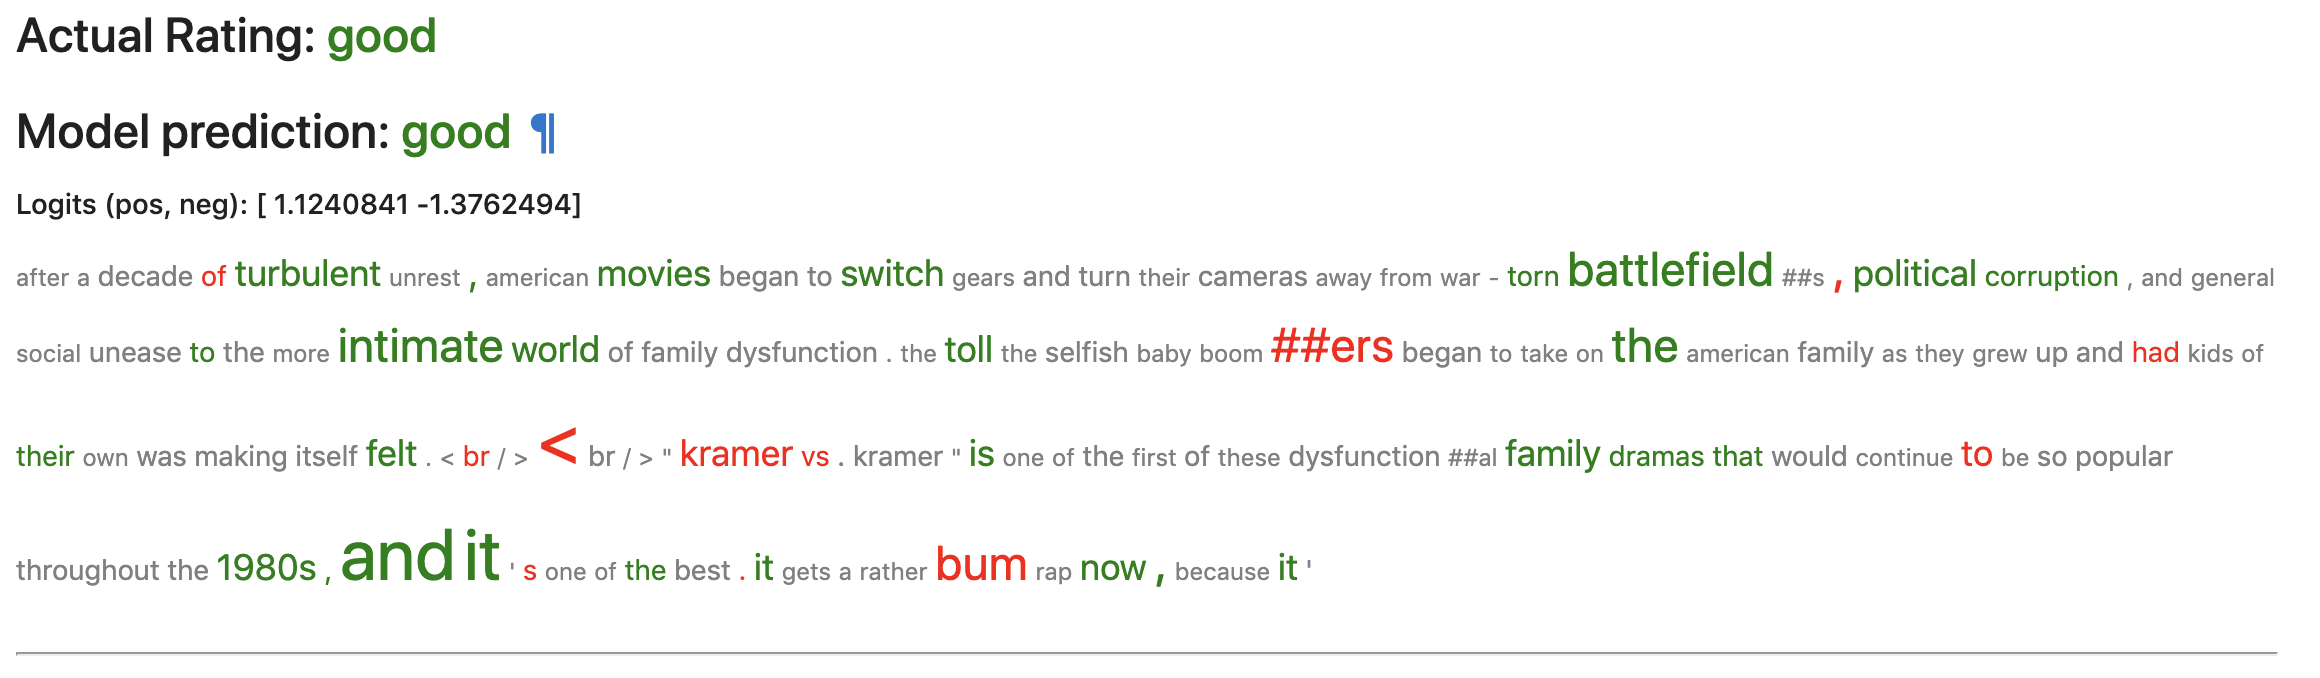 Actual Rating: good
Model prediction: good ¶
Logits (pos, neg): [ 1.1240841 -1.3762494]
after a decade of turbulent unrest , american movies began to switch gears and turn their cameras away from war - torn battlefield ##s , political corruption , and general
social unease to the more intimate world of family dysfunction . the toll the selfish baby boom ##ers began to take on the american family as they grew up and had kids of
their own was making itself felt . < br / > < br / > " kramer vs . kramer " is one of the first of these dysfunction ##al family dramas that would continue to be so popular
throughout the 1980s , and it ' s one of the best . it gets a rather bum rap now , because it '